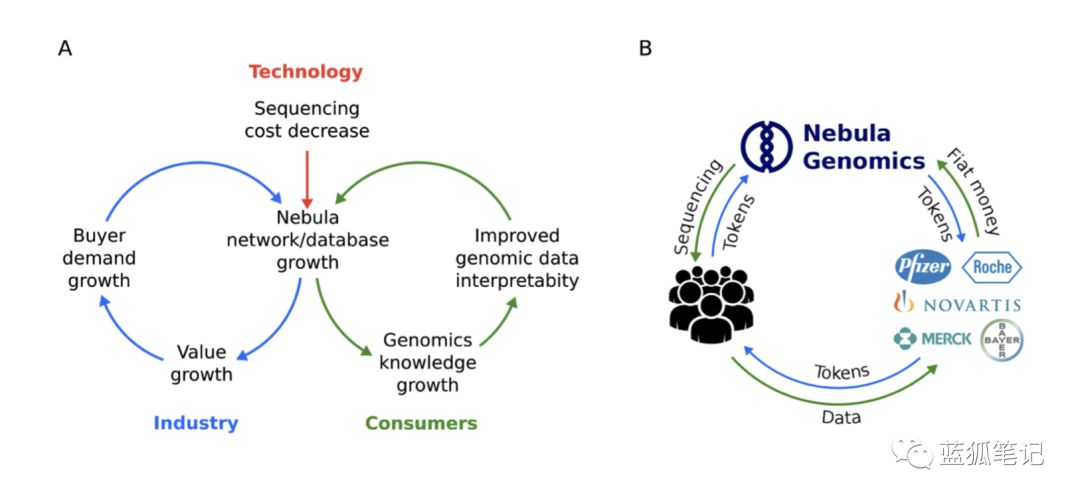 A
Technology
Sequencing
cost decrease
Nebula
network/database
growth
Buyer
demand
growth
Value
growth
Industry
Improved
genomic data
interpretabity
Genomics
knowledge
growth
Consumers
B
Nebula
Genomics
Sequencing
Tokens
Fiat money
Tokens
Pfizer
Roche
NOVARTIS
MERCK
BAYER
BAYER
Tokens
Data
蓝狐笔记